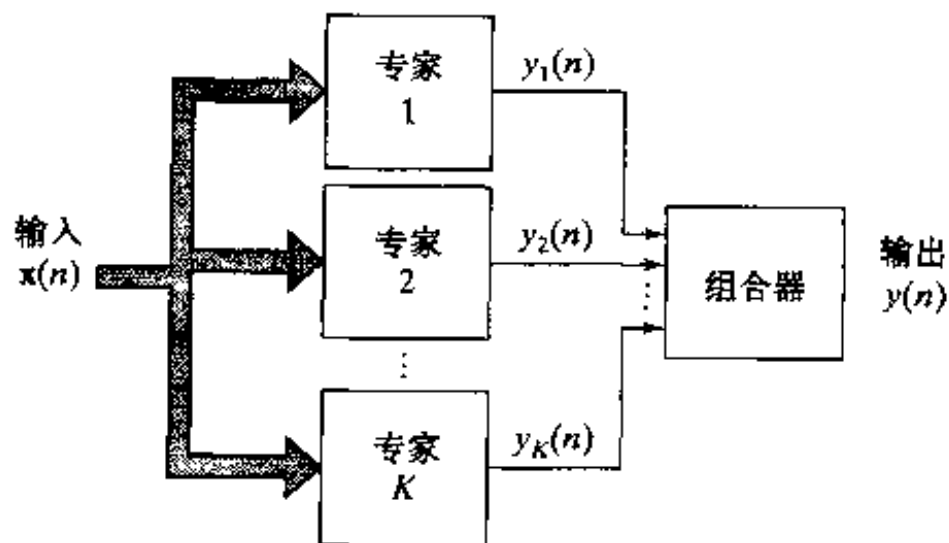 专家
1
y₁(n)
输入
x(n)
专家
2
y₂(n)
⋮
组合器
输出
y(n)
⋮
专家
K
y_K(n)